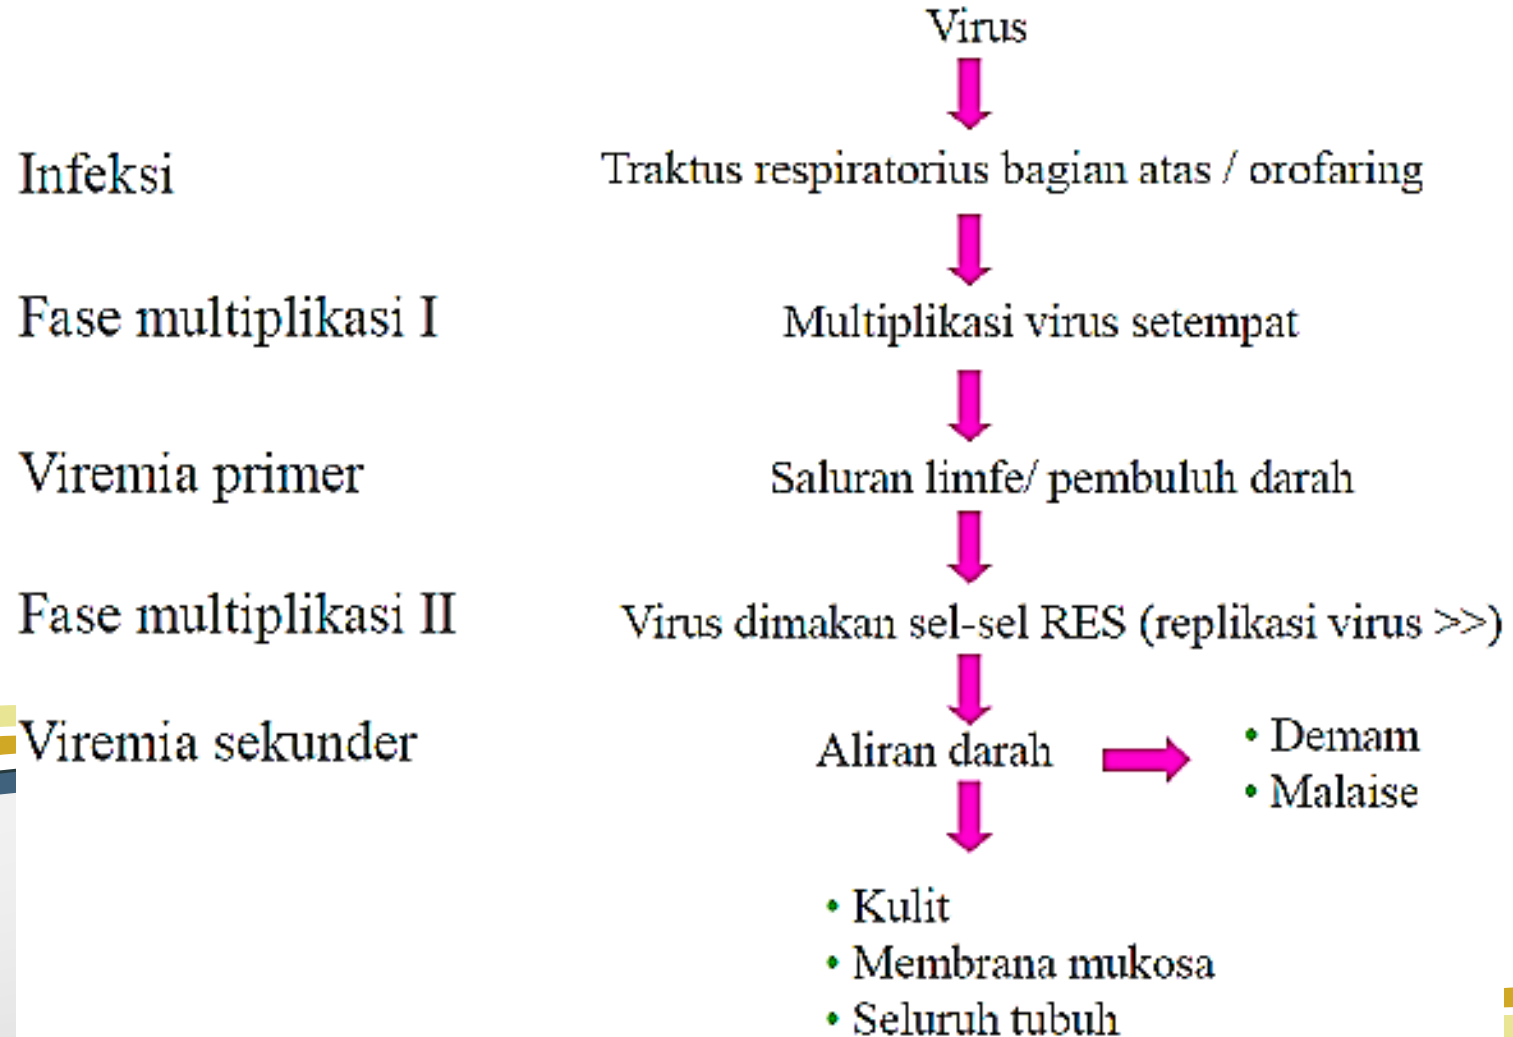 Virus
Infeksi
Traktus respiratorius bagian atas / orofaring
Fase multiplikasi I
Multiplikasi virus setempat
Viremia primer
Saluran limfe/ pembuluh darah
Fase multiplikasi II
Virus dimakan sel-sel RES (replikasi virus >>)
Viremia sekunder
Aliran darah
• Demam
• Malaise
• Kulit
• Membrana mukosa
• Seluruh tubuh